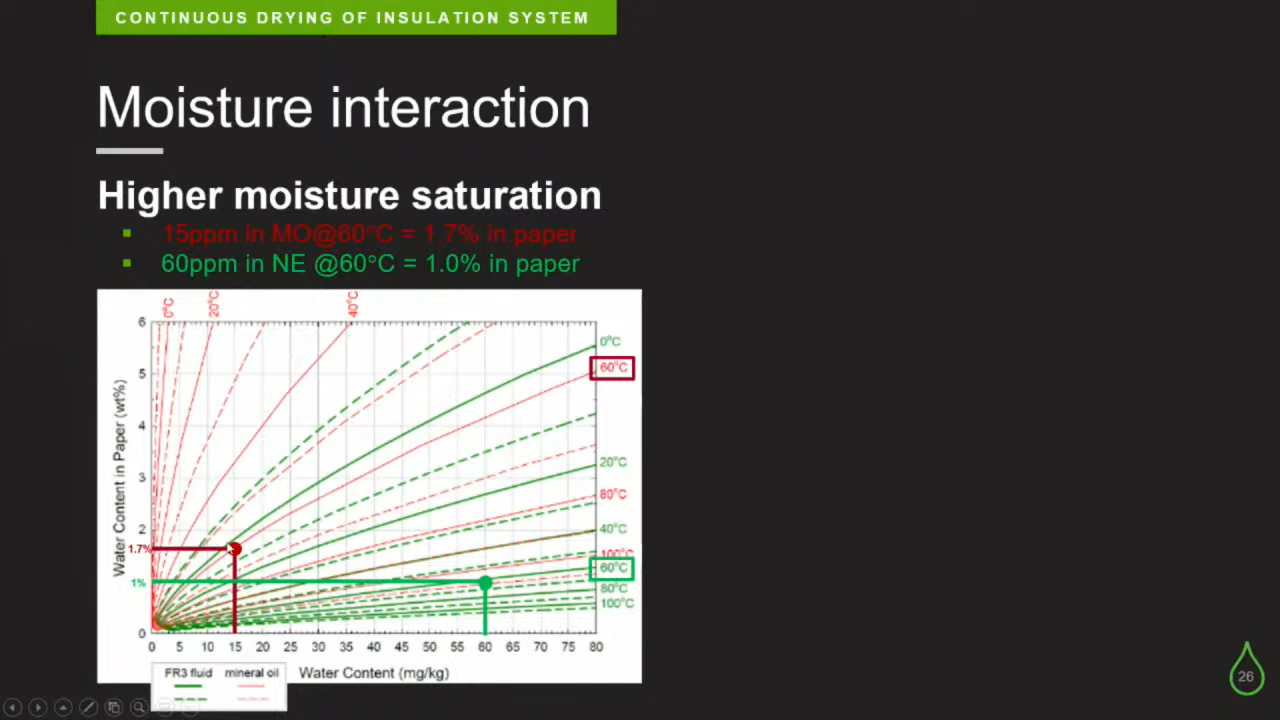 CONTINUOUS DRYING OF INSULATION SYSTEM
Moisture interaction
Higher moisture saturation
15ppm in MO@60°C = 1.7% in paper
60ppm in NE @60°C = 1.0% in paper
0°C 20°C 40°C
6
0°C
60°C
5
4
3
20°C
80°C
2
40°C
1.7%
100°C
60°C
1%
80°C
100°C
0
Water Content in Paper (wt%)
0 5 10 15 20 25 30 35 40 45 50 55 60 65 70 75 80
FR3 fluid mineral oil
Water Content (mg/kg)
26